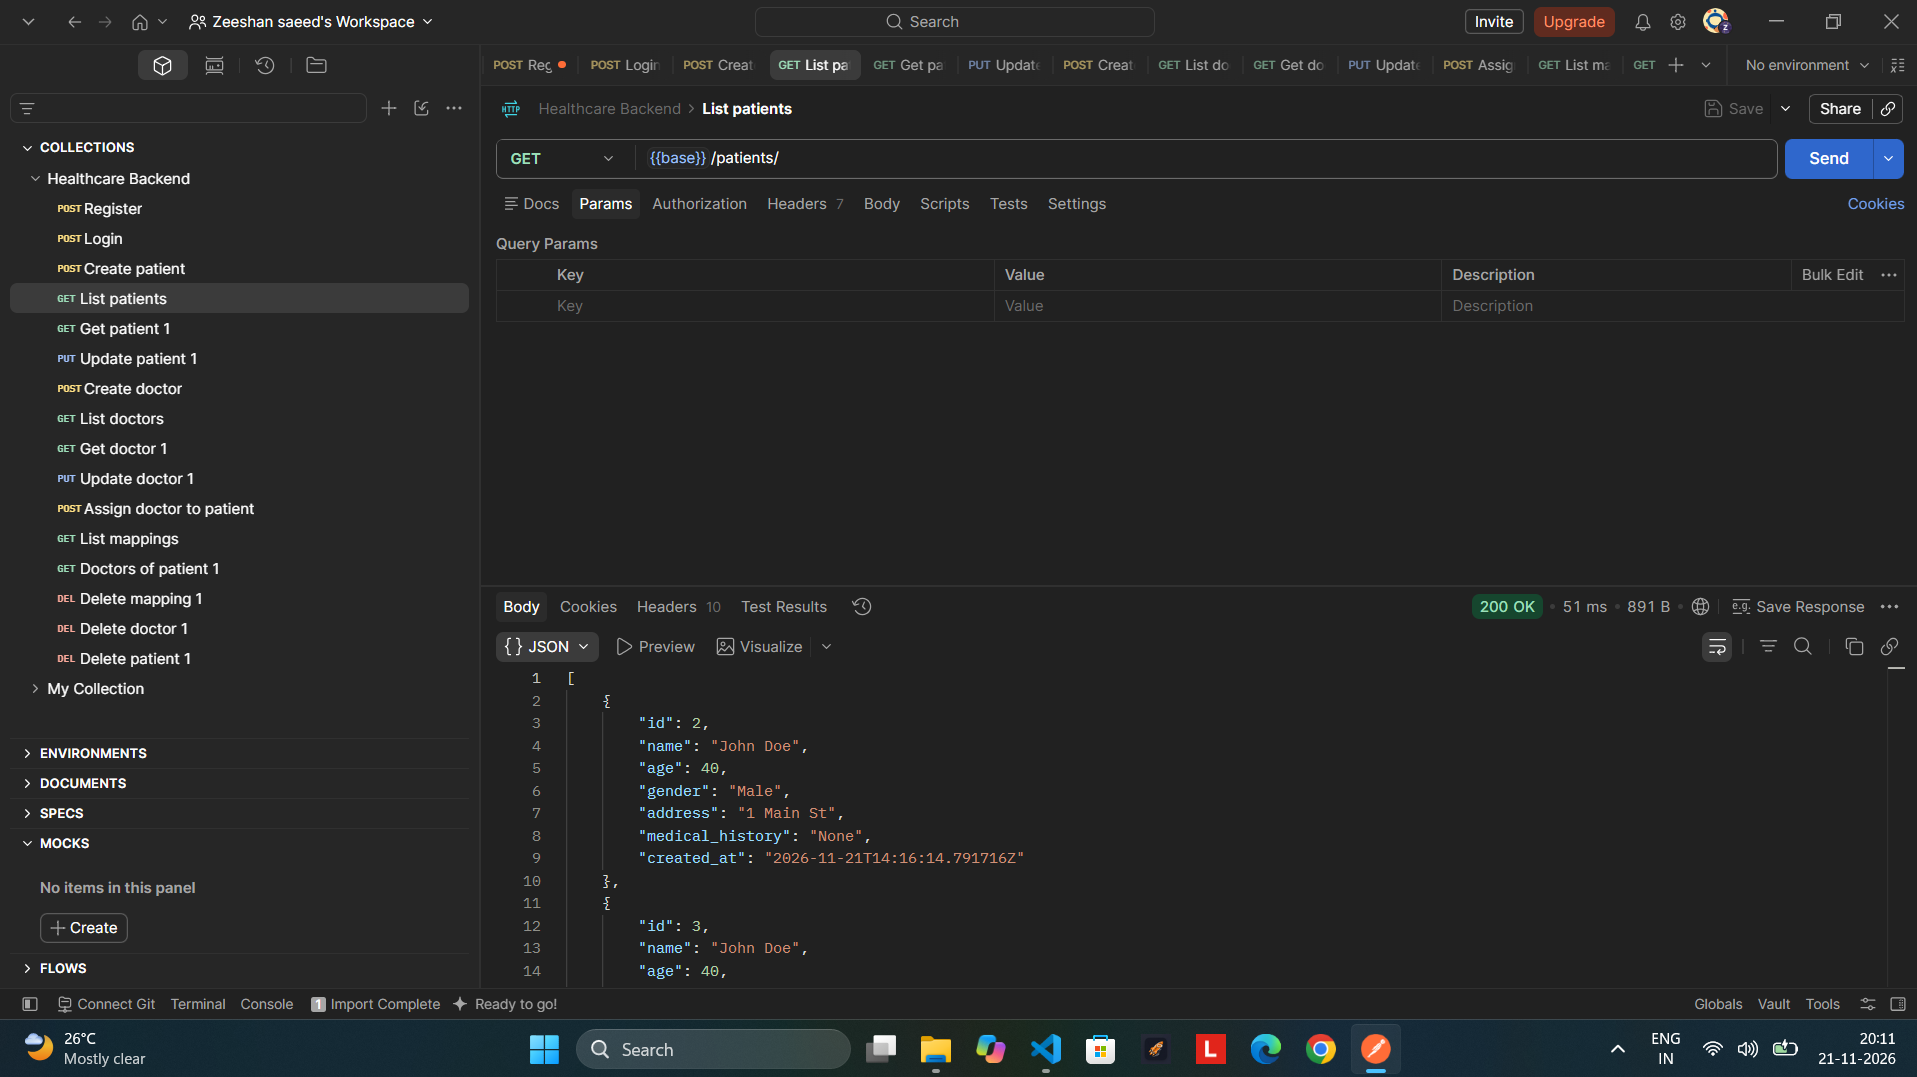 Zeeshan saeed's Workspace
Search
Invite
Upgrade
POST Reg
POST Login
POST Creat
GET List pa
GET Get pa
PUT Update
POST Creat
GET List do
GET Get do
PUT Update
POST Assig
GET List ma
GET
No environment
COLLECTIONS
Healthcare Backend
POST Register
POST Login
POST Create patient
GET List patients
GET Get patient 1
PUT Update patient 1
POST Create doctor
GET List doctors
GET Get doctor 1
PUT Update doctor 1
POST Assign doctor to patient
GET List mappings
GET Doctors of patient 1
DEL Delete mapping 1
DEL Delete doctor 1
DEL Delete patient 1
My Collection
ENVIRONMENTS
DOCUMENTS
SPECS
MOCKS
No items in this panel
Create
FLOWS
HTTP Healthcare Backend > List patients
Save
Share
GET {{base}} /patients/
Send
Docs Params Authorization Headers 7 Body Scripts Tests Settings
Cookies
Query Params
Key Value Description Bulk Edit
Key Value Description
Body Cookies Headers 10 Test Results
200 OK • 51 ms • 891 B • e.g. Save Response
{} JSON Preview Visualize
1 [
2 {
3 "id": 2,
4 "name": "John Doe",
5 "age": 40,
6 "gender": "Male",
7 "address": "1 Main St",
8 "medical_history": "None",
9 "created_at": "2026-11-21T14:16:14.791716Z"
10 },
11 {
12 "id": 3,
13 "name": "John Doe",
14 "age": 40,
Connect Git Terminal Console 1 Import Complete Ready to go!
Globals Vault Tools
26°C
Mostly clear
Search
L
ENG
IN
20:11
21-11-2026